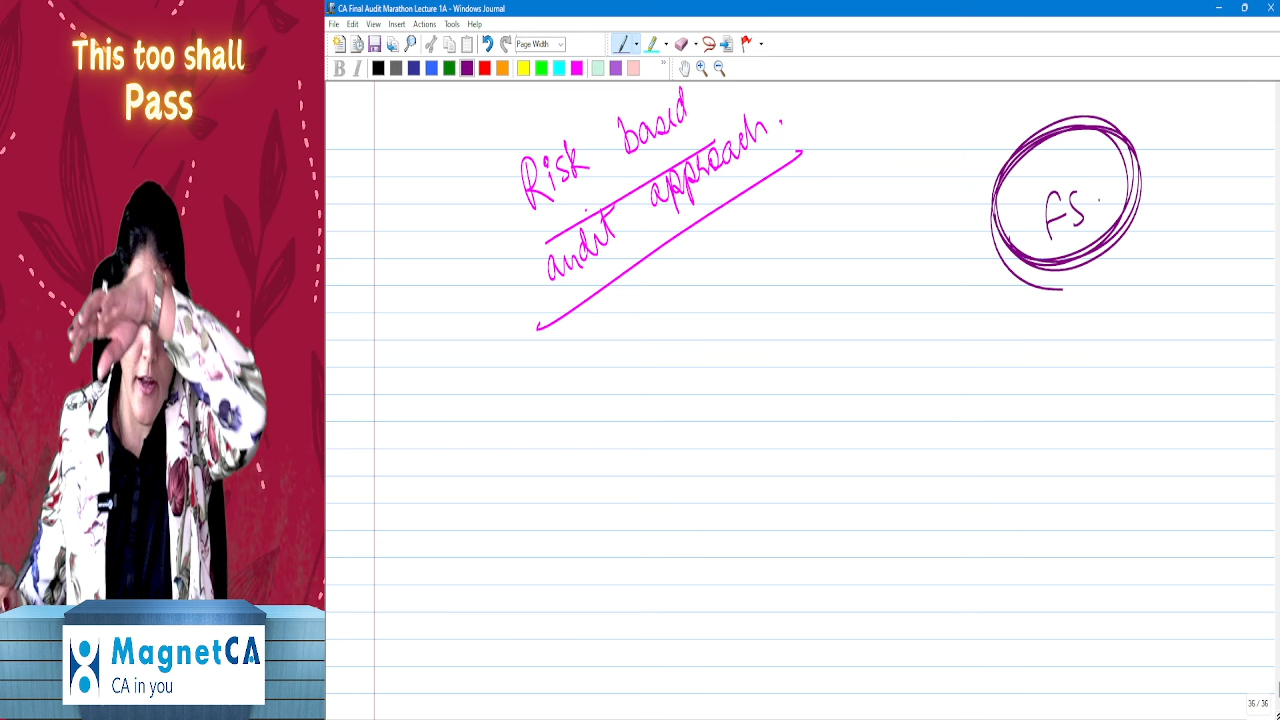 This too shall
Pass
MagnetCA
CA in you
CA Final Audit Marathon Lecture 1A - Windows Journal
File Edit View Insert Actions Tools Help
Page Width
B I
Risk based
audit approach.
FS.
36 / 36